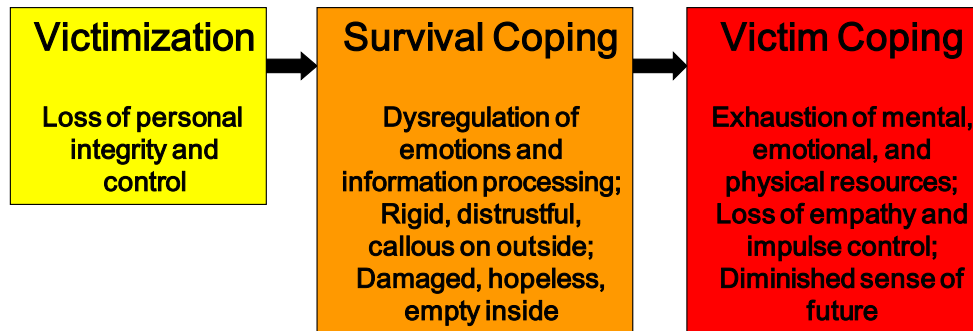 Victimization
Loss of personal
integrity and
control
Survival Coping
Dysregulation of
emotions and
information processing;
Rigid, distrustful,
callous on outside;
Damaged, hopeless,
empty inside
Victim Coping
Exhaustion of mental,
emotional, and
physical resources;
Loss of empathy and
impulse control;
Diminished sense of
future